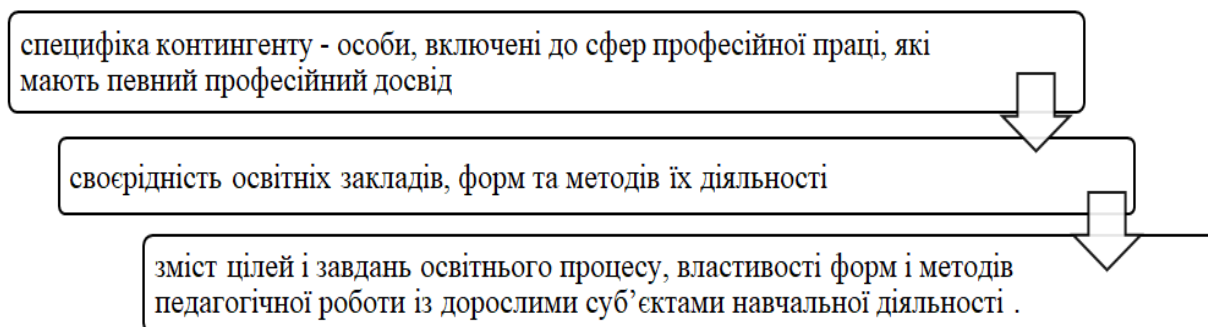 специфіка контингенту - особи, включені до сфер професійної праці, які
мають певний професійний досвід
своєрідність освітніх закладів, форм та методів їх діяльності
зміст цілей і завдань освітнього процесу, властивості форм і методів
педагогічної роботи із дорослими суб’єктами навчальної діяльності .